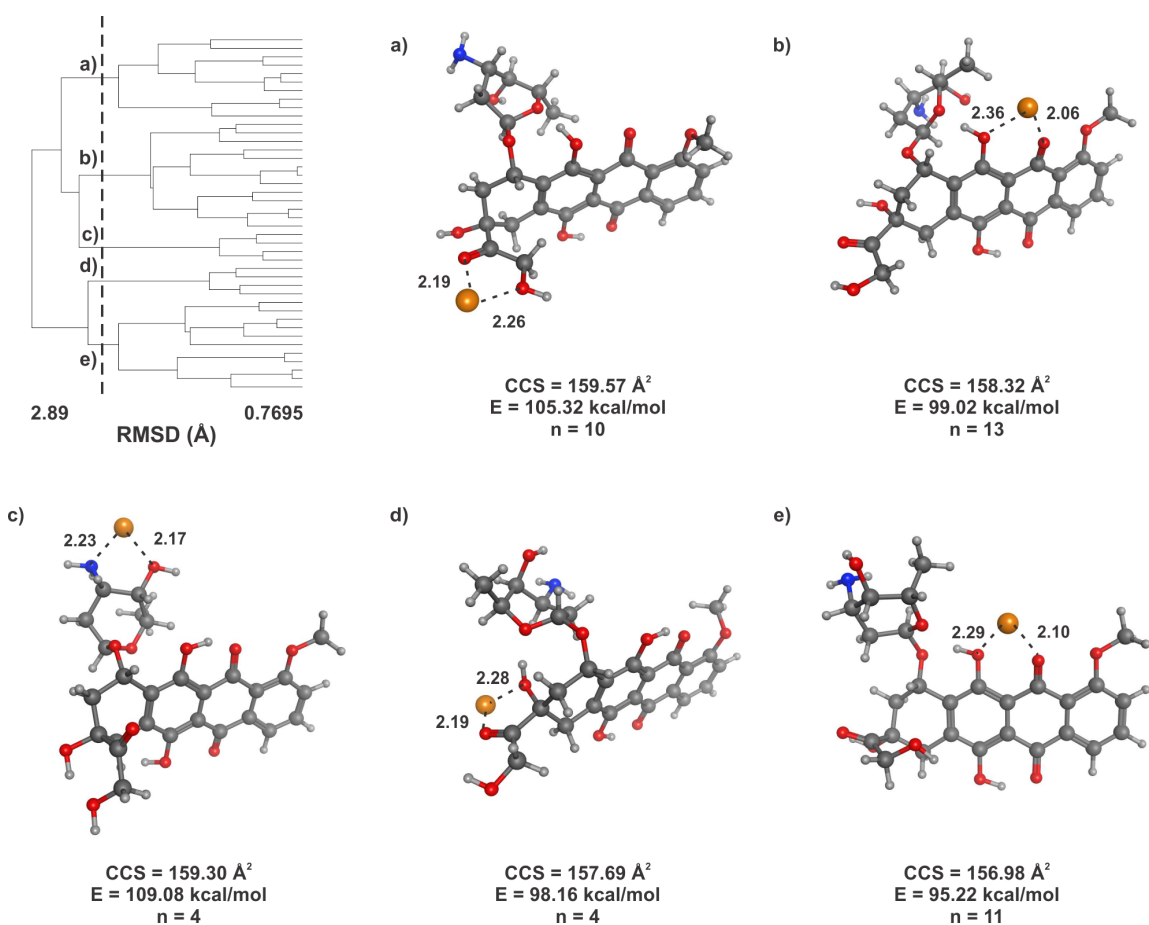 a)
b)
c)
d)
e)
2.89
0.7695
RMSD (Å)
a)
2.19
2.26
CCS = 159.57 Å²
E = 105.32 kcal/mol
n = 10
b)
2.36
2.06
CCS = 158.32 Å²
E = 99.02 kcal/mol
n = 13
c)
2.23
2.17
CCS = 159.30 Å²
E = 109.08 kcal/mol
n = 4
d)
2.28
2.19
CCS = 157.69 Å²
E = 98.16 kcal/mol
n = 4
e)
2.29
2.10
CCS = 156.98 Å²
E = 95.22 kcal/mol
n = 11